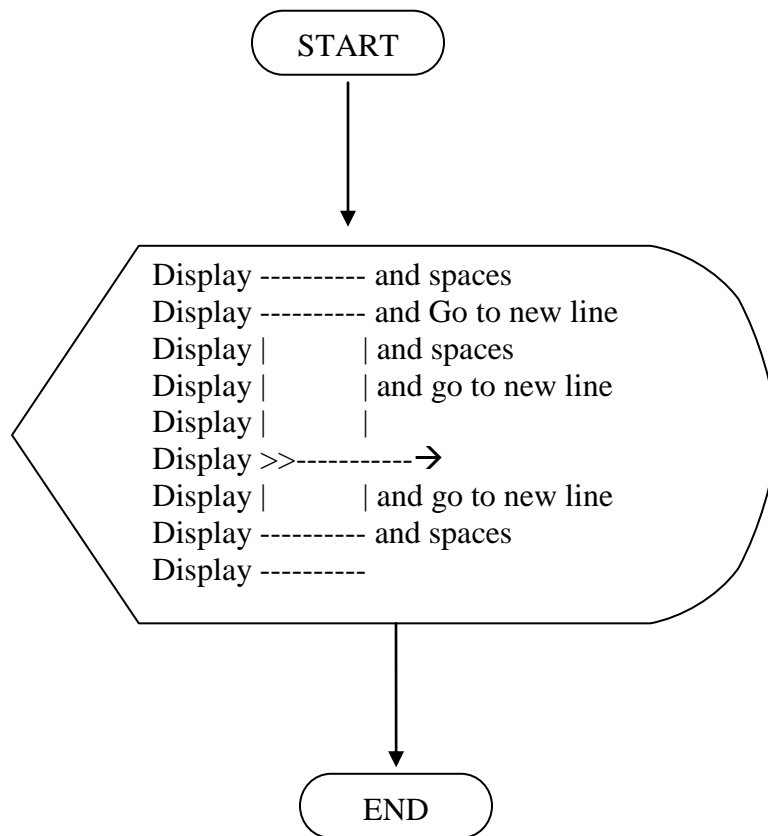 START
Display ---------- and spaces
Display ---------- and Go to new line
Display |            | and spaces
Display |            | and go to new line
Display |            |
Display >>-----------→
Display |            | and go to new line
Display ---------- and spaces
Display ----------
END